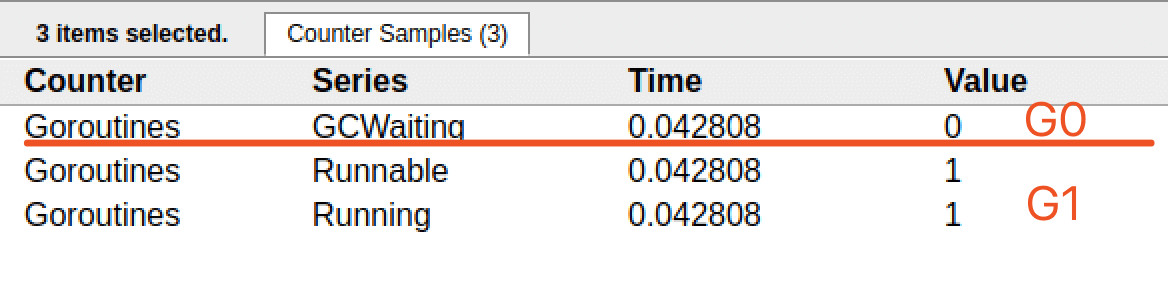 3 items selected. Counter Samples (3)
Counter Series Time Value
Goroutines GCWaiting 0.042808 0 G0
Goroutines Runnable 0.042808 1
Goroutines Running 0.042808 1 G1